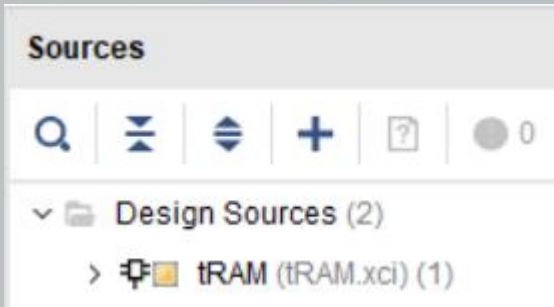 Sources
? 0
Design Sources (2)
tRAM (tRAM.xci) (1)